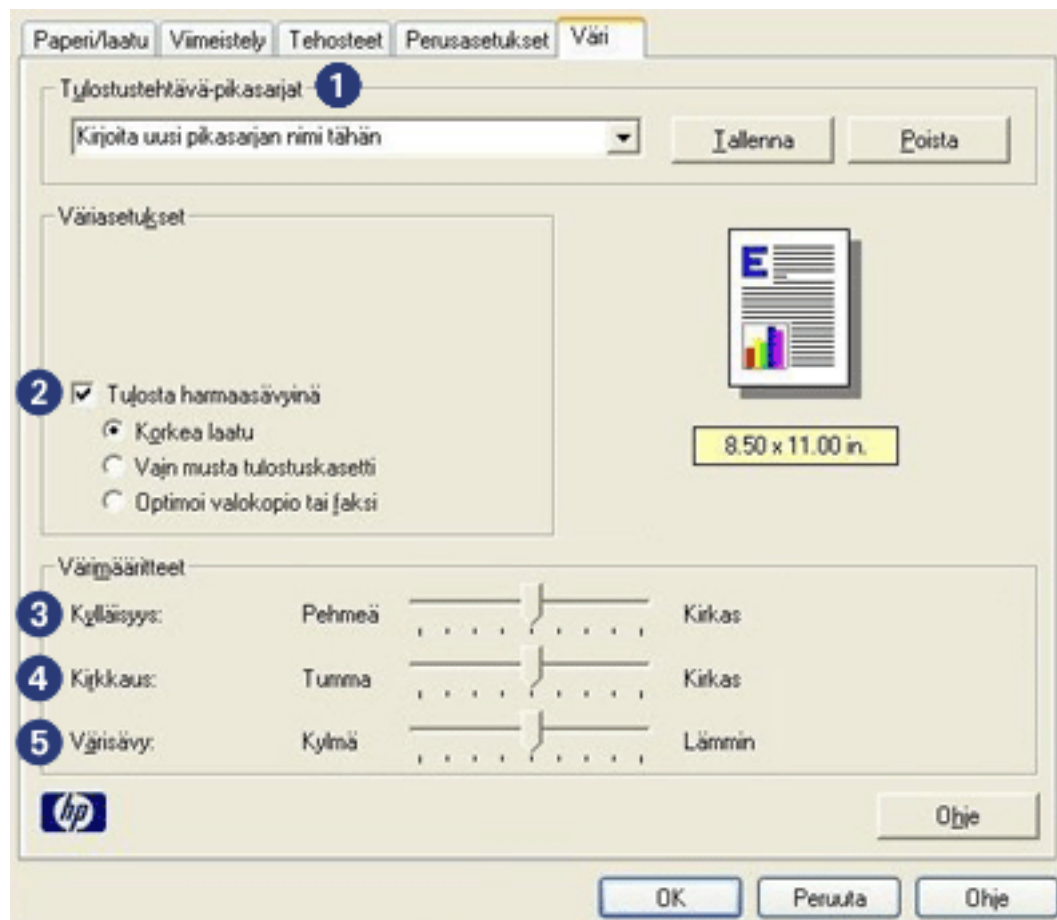 Paperi/laatu Viimeistely Tehosteet Perusasetukset Väri
Tulostustehtävä-pikasarjat 1
Kirjoita uusi pikasarjan nimi tähän Tallenna Poista
Väriasetukset
E
2 Tulosta harmaasävyinä
Korkea laatu
8.50 x 11.00 in.
Vain musta tulostuskasetti
Optimoi valokopio tai faksi
Värimääritteet
3 Kylläisyys: Pehmeä Kirkas
4 Kirkkaus: Tumma Kirkas
5 Värisävy: Kylmä Lämmin
hp Ohje
OK Peruuta Ohje